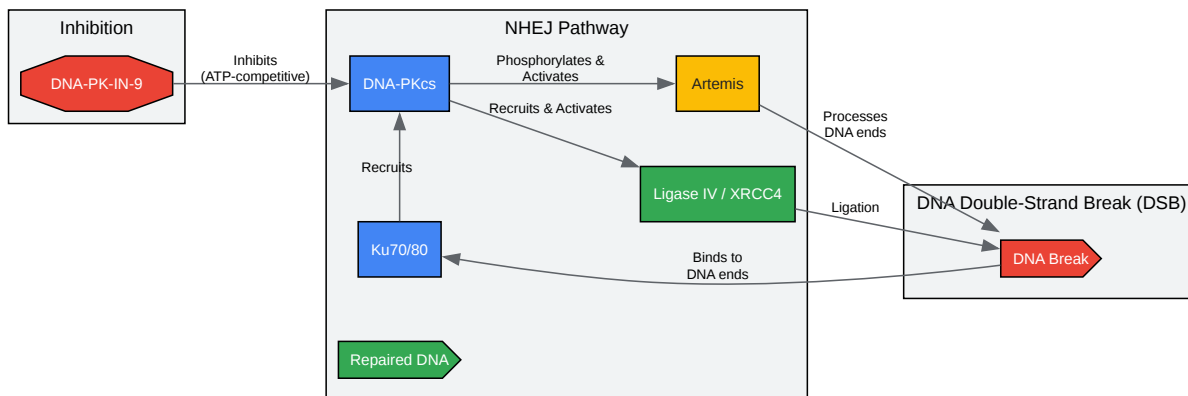 Inhibition
DNA-PK-IN-9
Inhibits
(ATP-competitive)
NHEJ Pathway
DNA-PKcs
Phosphorylates &
Activates
Artemis
Recruits & Activates
Recruits
Ligase IV / XRCC4
Ku70/80
Repaired DNA
Processes
DNA ends
Ligation
Binds to
DNA ends
DNA Double-Strand Break (DSB)
DNA Break